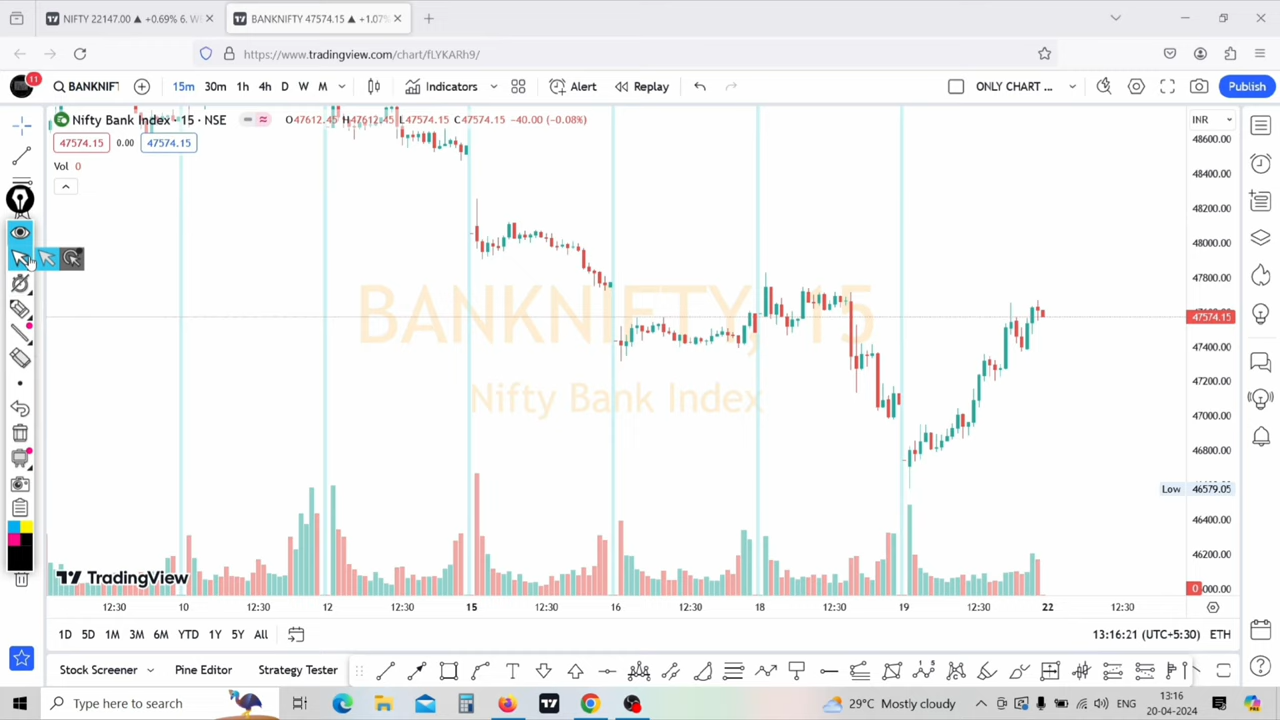 NIFTY 22147.00 ▲ +0.69% 6. W
BANKNIFTY 47574.15 ▲ +1.07%
https://www.tradingview.com/chart/fLYKARh9/
11
BANKNIFT
15m 30m 1h 4h D W M
Indicators
Alert
Replay
ONLY CHART ...
Publish
Nifty Bank Index · 15 · NSE
O47612.45 H47612.45 L47574.15 C47574.15 -40.00 (-0.08%)
INR
47574.15 0.00 47574.15
Vol 0
48600.00
48400.00
48200.00
48000.00
47800.00
47574.15
47400.00
47200.00
47000.00
46800.00
Low 46579.05
46400.00
46200.00
0
BANKNIFTY, 15
Nifty Bank Index
TradingView
12:30 10 12:30 12 12:30 15 12:30 16 12:30 18 12:30 19 12:30 22 12:30
1D 5D 1M 3M 6M YTD 1Y 5Y All
13:16:21 (UTC+5:30) ETH
Stock Screener Pine Editor Strategy Tester
Type here to search
29°C Mostly cloudy
ENG
13:16
20-04-2024